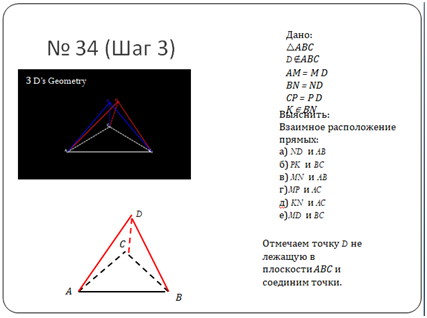 № 34 (Шаг 3)
3 D's Geometry
D
C
A
B
Дано:
△ABC
D∉ABC
AM = M D
BN = ND
CP = P D
K ∈ BN
Выяснить:
Взаимное расположение
прямых:
а) ND и AB
б) PK и BC
в) MN и AB
г) MP и AC
д) KN и AC
е) MD и BC
Отмечаем точку D не
лежащую в
плоскости ABC и
соединим точки.